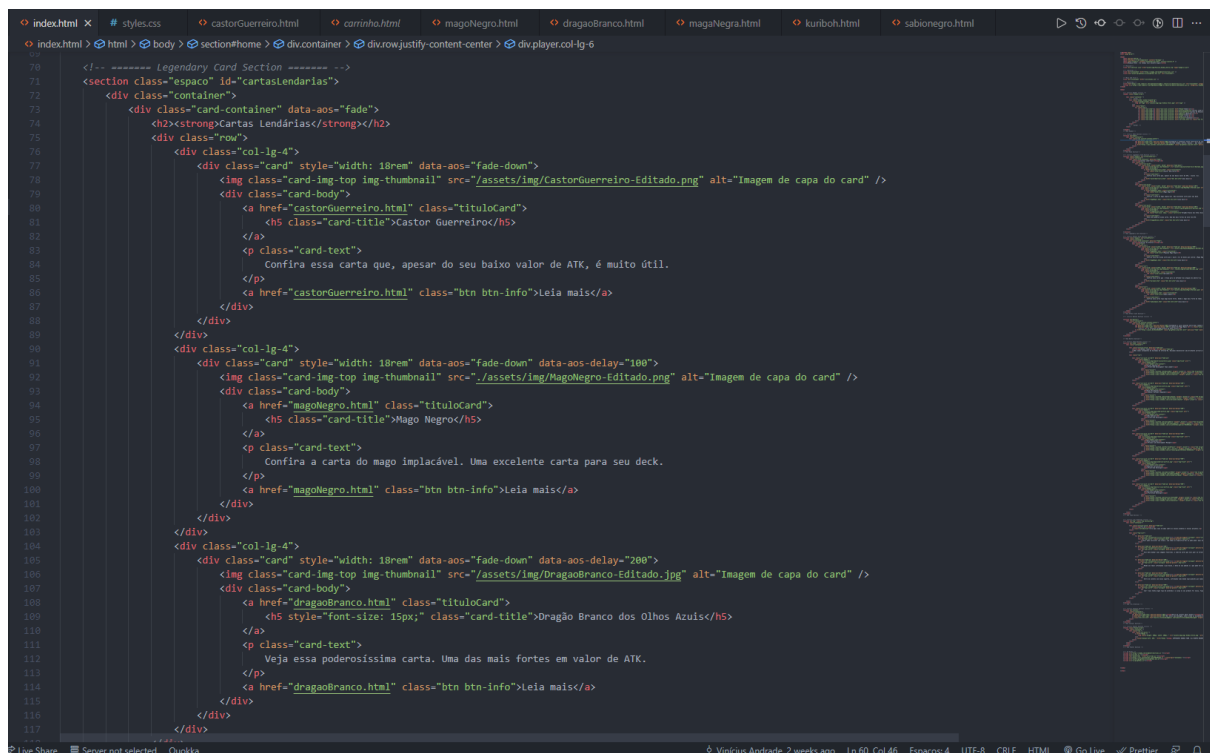 index.html
styles.css
castorGuerreiro.html
carrinho.html
magoNegro.html
dragaoBranco.html
magaNegra.html
kuriboh.html
sabionegro.html
index.html > html > body > section#home > div.container > div.row.justify-content-center > div.player.col-lg-6
69
70 <!-- ======= Legendary Card Section ======= -->
71 <section class="espaco" id="cartasLendarias">
72 <div class="container">
73 <div class="card-container" data-aos="fade">
74 <h2><strong>Cartas Lendárias</strong></h2>
75 <div class="row">
76 <div class="col-lg-4">
77 <div class="card" style="width: 18rem" data-aos="fade-down">
78 <img class="card-img-top img-thumbnail" src="/assets/img/CastorGuerreiro-Editado.png" alt="Imagem de capa do card" />
79 <div class="card-body">
80 <a href="castorGuerreiro.html" class="tituloCard">
81 <h5 class="card-title">Castor Guerreiro</h5>
82 </a>
83 <p class="card-text">
84 Confira essa carta que, apesar do seu baixo valor de ATK, é muito útil.
85 </p>
86 <a href="castorGuerreiro.html" class="btn btn-info">Leia mais</a>
87 </div>
88 </div>
89 </div>
90 <div class="col-lg-4">
91 <div class="card" style="width: 18rem" data-aos="fade-down" data-aos-delay="100">
92 <img class="card-img-top img-thumbnail" src="./assets/img/MagoNegro-Editado.png" alt="Imagem de capa do card" />
93 <div class="card-body">
94 <a href="magoNegro.html" class="tituloCard">
95 <h5 class="card-title">Mago Negro</h5>
96 </a>
97 <p class="card-text">
98 Confira a carta do mago implacável. Uma excelente carta para seu deck.
99 </p>
100 <a href="magoNegro.html" class="btn btn-info">Leia mais</a>
101 </div>
102 </div>
103 </div>
104 <div class="col-lg-4">
105 <div class="card" style="width: 18rem" data-aos="fade-down" data-aos-delay="200">
106 <img class="card-img-top img-thumbnail" src="/assets/img/DragaoBranco-Editado.jpg" alt="Imagem de capa do card" />
107 <div class="card-body">
108 <a href="dragaoBranco.html" class="tituloCard">
109 <h5 style="font-size: 15px;" class="card-title">Dragão Branco dos Olhos Azuis</h5>
110 </a>
111 <p class="card-text">
112 Veja essa poderosíssima carta. Uma das mais fortes em valor de ATK.
113 </p>
114 <a href="dragaoBranco.html" class="btn btn-info">Leia mais</a>
115 </div>
116 </div>
117 </div>
Live Share Server not selected Quokka Vinícius Andrade, 2 weeks ago Ln 60, Col 46 Espaços: 4 UTF-8 CRLF HTML Go Live Prettier